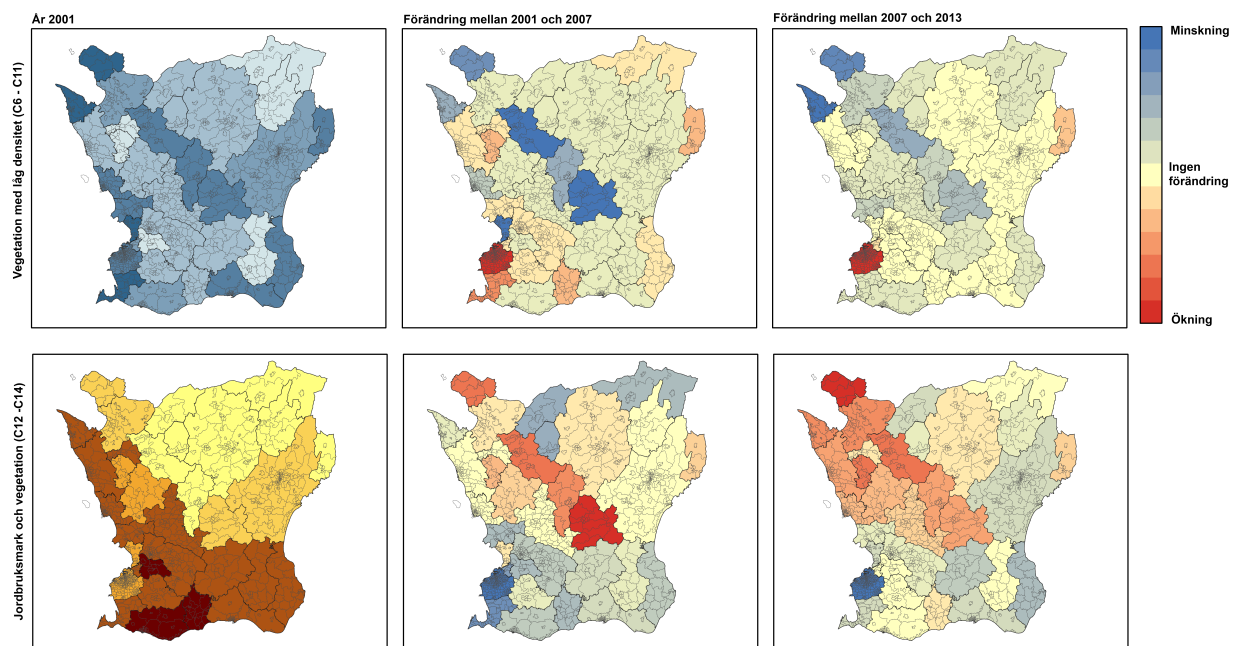 År 2001
Förändring mellan 2001 och 2007
Förändring mellan 2007 och 2013
Vegetation med låg densitet (C6 - C11)
Minskning
Ingen
förändring
Ökning
Jordbruksmark och vegetation (C12 -C14)